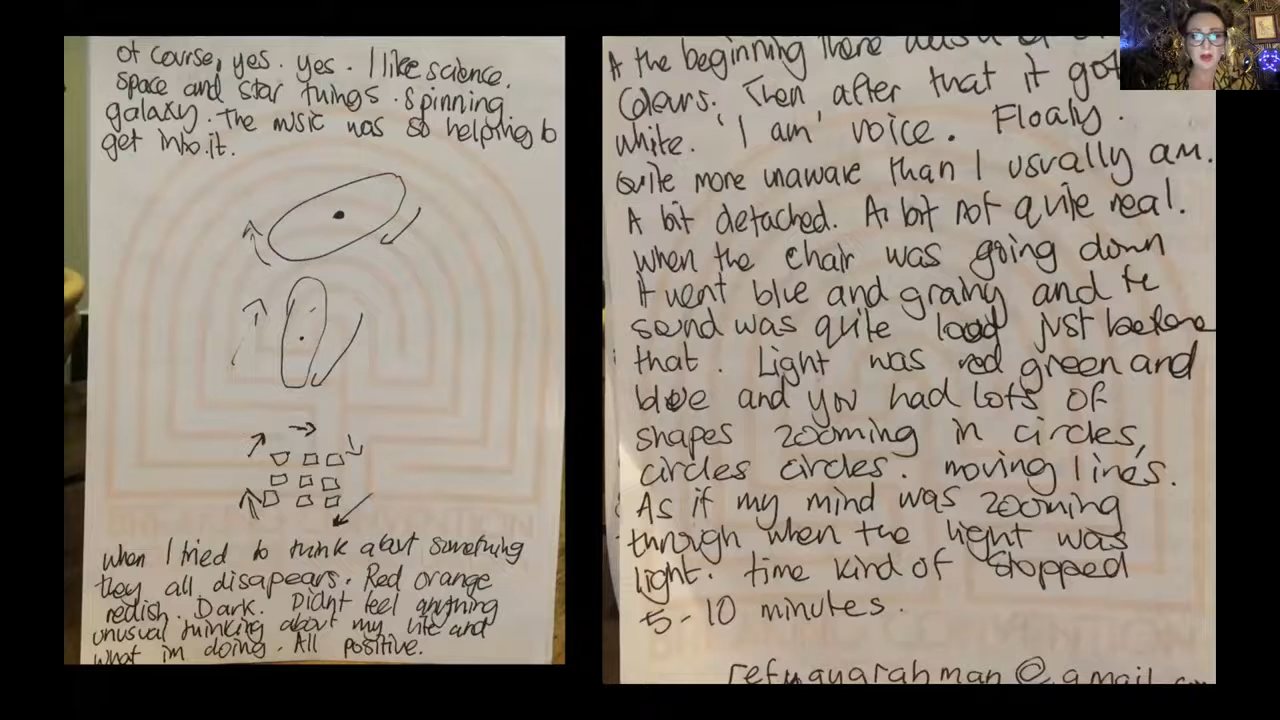 of course, yes. yes. I like science.
space and star things. Spinning
galaxy. The music was so helping to
get into it.
when I tried to think about something
they all disapears. Red orange
redish. Dark. Didnt feel anything
unusual thinking about my life and
what im doing. All positive.
A the beginning there
Colours. Then after that it got
white. 'I am' voice. Floaty.
Quite more unaware than I usually am.
A bit detached. A bit not quite real.
when the chair was going down
it went blue and grainy and the
sound was quite loud just before
that. Light was red green and
blue and you had lots of
shapes zooming in circles,
circles circles. moving lines.
As if my mind was zooming
through when the light was
light. time kind of stopped
5-10 minutes.